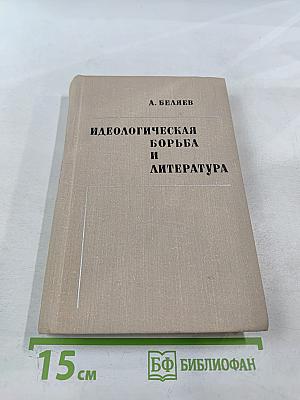 А. БЕЛЯЕВ
ИДЕОЛОГИЧЕСКАЯ
БОРЬБА
И
ЛИТЕРАТУРА
15 см
БФ БИБЛИОФАН